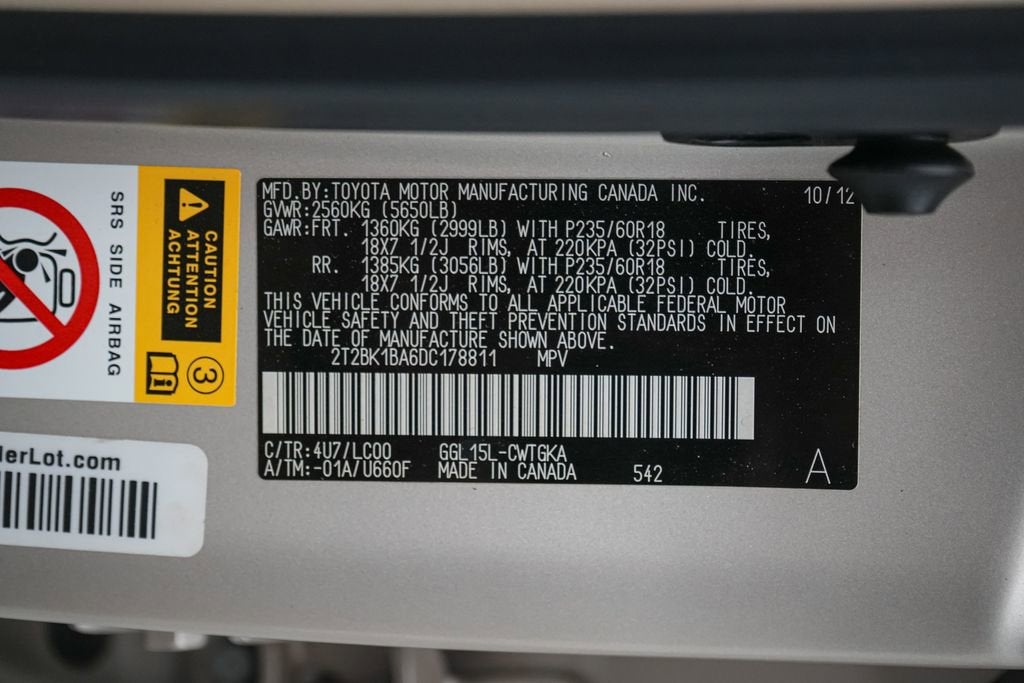 MFD.BY:TOYOTA MOTOR MANUFACTURING CANADA INC. 10/12
GVWR:2560KG (5650LB)
GAWR:FRT. 1360KG (2999LB) WITH P235/60R18 TIRES,
18X7 1/2J RIMS, AT 220KPA (32PSI) COLD.
RR. 1385KG (3056LB) WITH P235/60R18 TIRES,
18X7 1/2J RIMS, AT 220KPA (32PSI) COLD.
THIS VEHICLE CONFORMS TO ALL APPLICABLE FEDERAL MOTOR
VEHICLE SAFETY AND THEFT PREVENTION STANDARDS IN EFFECT ON
THE DATE OF MANUFACTURE SHOWN ABOVE.
2T2BK1BA6DC178811 MPV
C/TR:4U7/LC00 GGL15L-CWTGKA
A/TM:-01A/U660F MADE IN CANADA 542
A
SRS SIDE AIRBAG
CAUTION
ATTENTION
ACHTUNG
3
lerLot.com